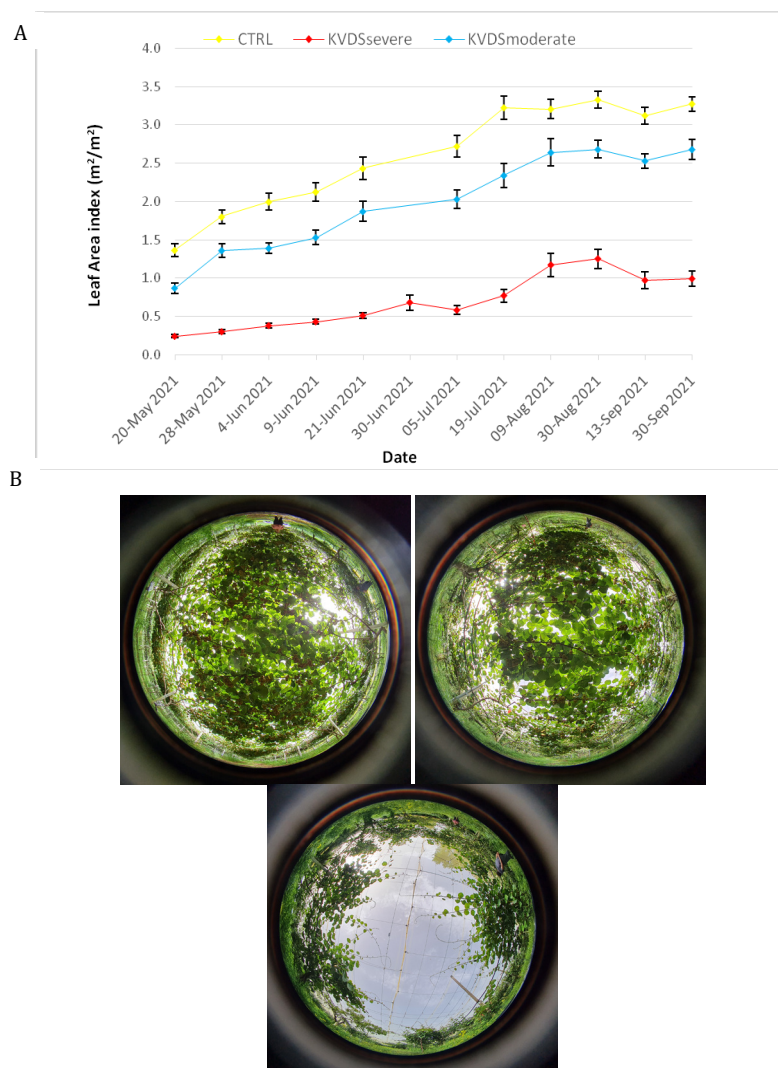 A
CTRL KVDSsevere KVDSmoderate
4.0
3.5
3.0
2.5
2.0
1.5
1.0
0.5
0.0
Leaf Area index (m²/m²)
20-May 2021
28-May 2021
4-Jun 2021
9-Jun 2021
21-Jun 2021
30-Jun 2021
05-Jul 2021
19-Jul 2021
09-Aug 2021
30-Aug 2021
13-Sep 2021
30-Sep 2021
Date
B